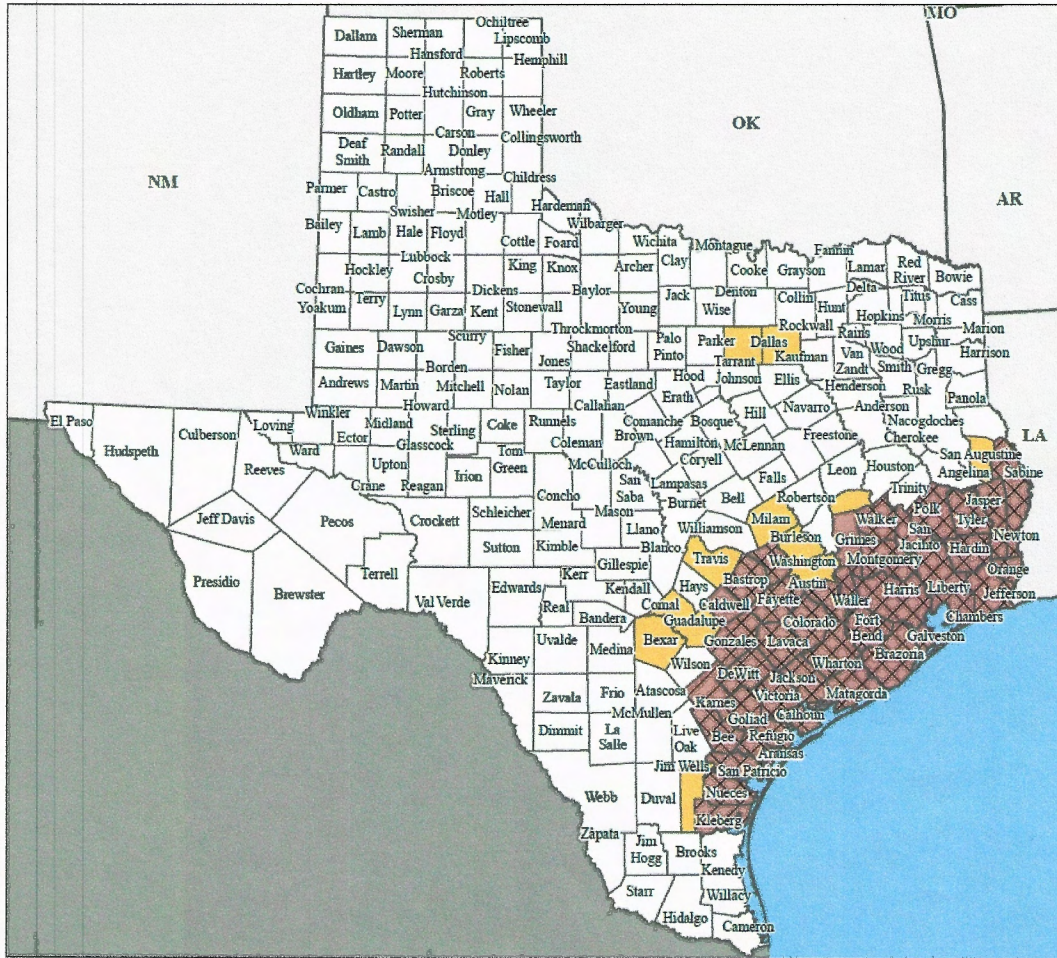 MO
Ochiltree
Dallam Sherman Lipscomb
Hansford Hemphill
Hartley Moore Roberts
Hutchinson
Oldham Potter Gray Wheeler
OK
Carson Collingsworth
Deaf Smith Randall Donley
Armstrong
NM
Childress
Parmer Castro Briscoe Hall
AR
Hardeman
Swisher Motley Wilbarger
Bailey Lamb Hale Floyd Cottle Foard Wichita Montague Fannin
Clay
Lubbock
Hockley Crosby King Knox Archer Cooke Grayson Lamar Red River Bowie
Cochran Dickens Baylor Denton Collin Delta Titus Cass
Yoakum Terry Lynn Garza Kent Stonewall Young Jack Wise Hunt Hopkins Morris
Throckmorton Rockwall Rains Marion
Gaines Dawson Scurry Fisher Jones Shackelford Palo Pinto Parker Dallas Wood Upshur Harrison
Borden Tarrant Kaufman Van Zandt Smith Gregg
Andrews Martin Mitchell Nolan Taylor Eastland Hood Johnson Ellis Henderson Rusk Panola
Howard Callahan Erath
El Paso Loving Winkler Midland Sterling Coke Runnels Comanche Bosque Hill Navarro Anderson Nacogdoches
Ector Glasscock Coleman Brown Hamilton McLennan Freestone Cherokee
LA
Hudspeth Culberson Reeves Ward Upton Tom Green Coryell San Augustine
Crane Reagan Irion McCulloch San Saba Lampasas Falls Leon Houston Angelina Sabine
Concho Burnet Bell Robertson Trinity
Jeff Davis Pecos Crockett Schleicher Menard Mason Llano Williamson Milam Walker Polk Jasper
Burleson Grimes San Jacinto Tyler Newton
Sutton Kimble Blanco Travis Washington Montgomery Hardin
Presidio Brewster Terrell Gillespie Bastrop Austin Orange
Val Verde Edwards Kerr Kendall Hays Fayette Waller Harris Liberty Jefferson
Real Bandera Comal Caldwell Colorado Chambers
Guadalupe Fort Bend Galveston
Kinney Uvalde Medina Bexar Gonzales Lavaca Brazoria
Wilson Wharton
Maverick DeWitt Jackson
Zavala Frio Atascosa Karnes Victoria Matagorda
McMullen Goliad Calhoun
Dimmit La Salle Live Oak Bee Refugio
Aransas
Jim Wells San Patricio
Webb Duval Nueces
Kleberg
Zapata Jim Hogg Brooks
Kenedy
Starr Willacy
Hidalgo
Cameron